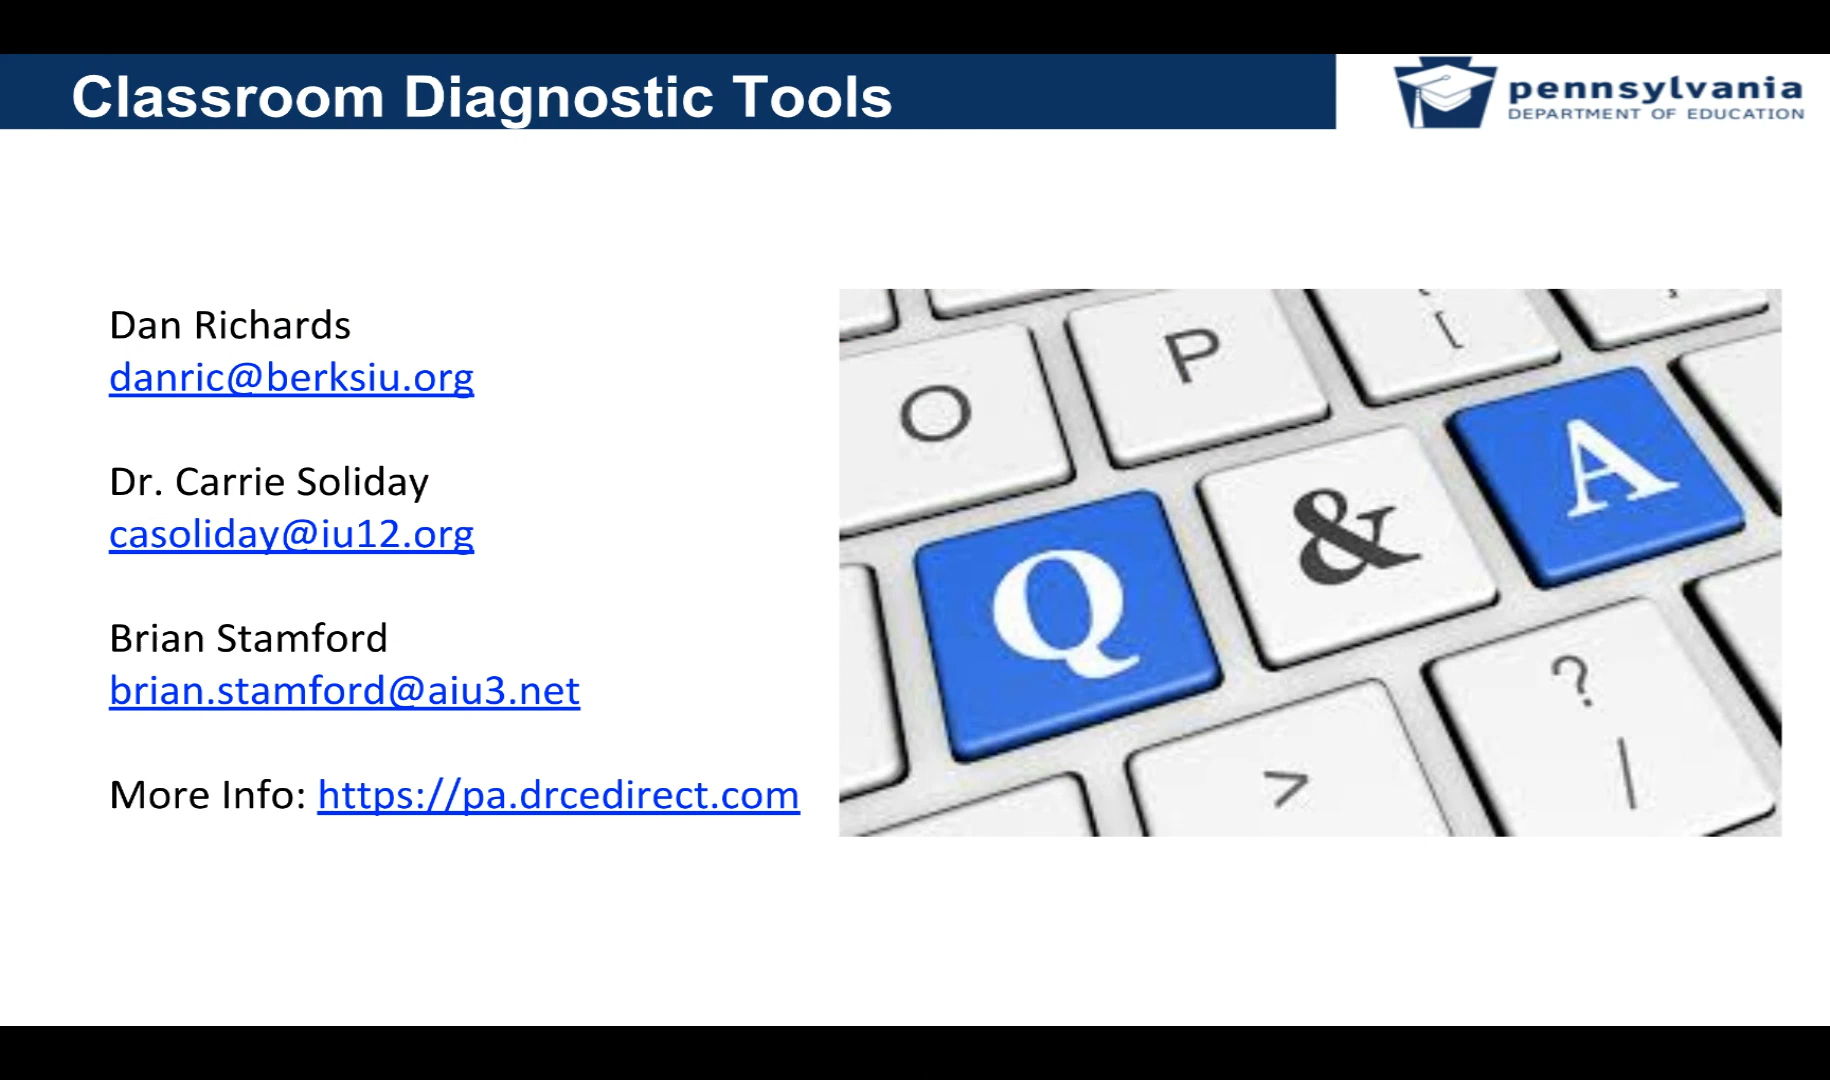 Classroom Diagnostic Tools
pennsylvania
DEPARTMENT OF EDUCATION
Dan Richards
danric@berksiu.org
Dr. Carrie Soliday
casoliday@iu12.org
Brian Stamford
brian.stamford@aiu3.net
More Info: https://pa.drcedirect.com
O P [
Q & A
> ? /